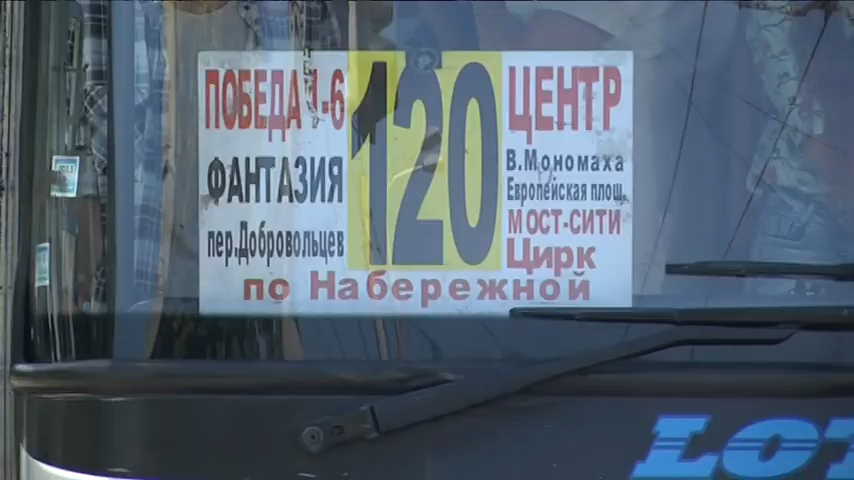 ПОБЕДА 1-6
ФАНТАЗИЯ
пер.Добровольцев
120
ЦЕНТР
В.Мономаха
Европейская площ.
МОСТ-СИТИ
Цирк
по Набережной